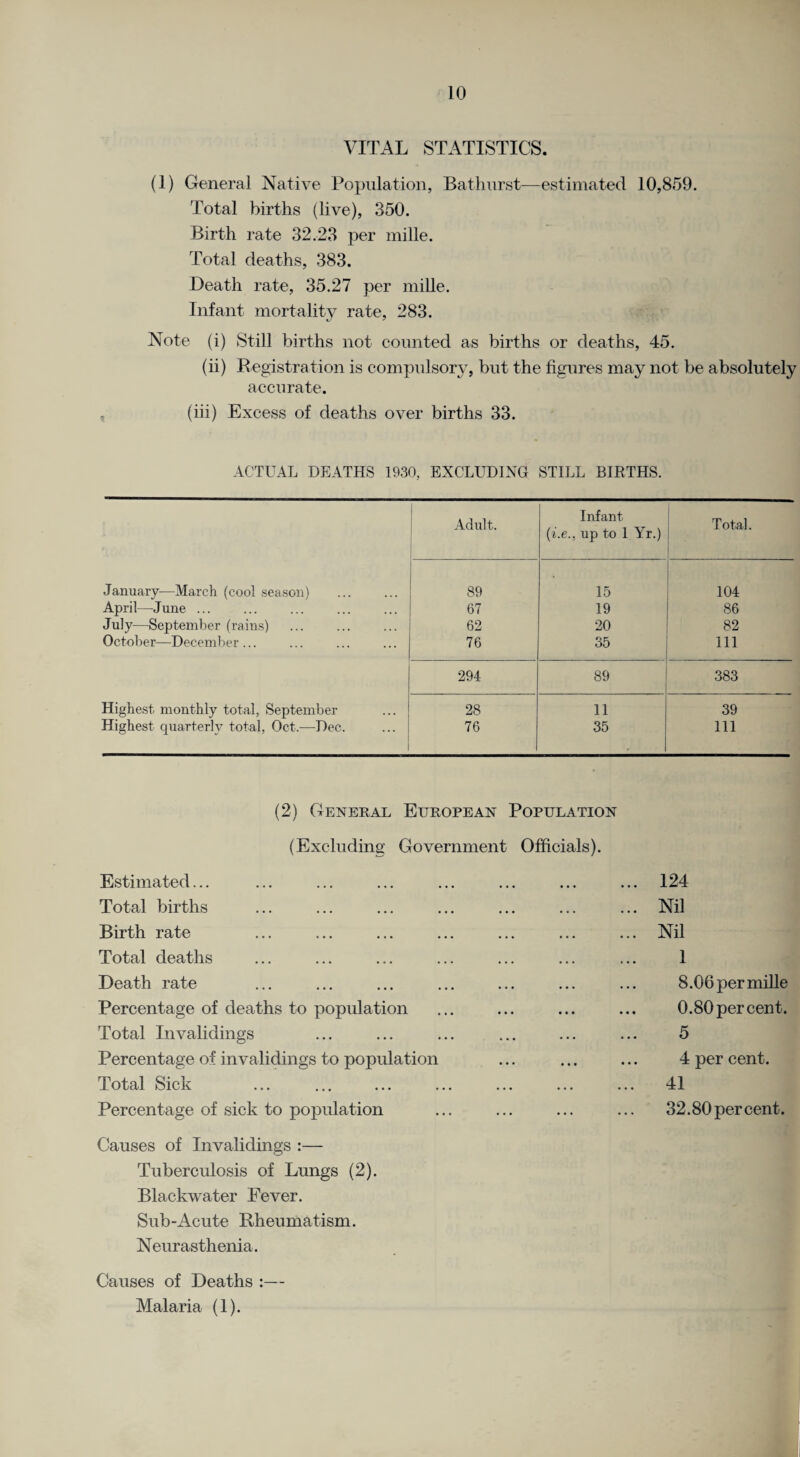 10
VITAL STATISTICS.
(1) General Native Population, Bathurst—estimated 10,859.
Total births (live), 350.
Birth rate 32.23 per mille.
Total deaths, 383.
Death rate, 35.27 per mille.
Infant mortality rate, 283.
Note (i) Still births not counted as births or deaths, 45.
(ii) Registration is compulsory, but the figures may not be absolutely
accurate.
(iii) Excess of deaths over births 33.
ACTUAL DEATHS 1930, EXCLUDING STILL BIRTHS.
Adult. Infant (i.e., up to 1 Yr.) Total.
January—March (cool season) ... ... 89 15 104
April—June ... ... ... ... ... 67 19 86
July—September (rains) ... ... ... 62 20 82
October—December ... ... ... ... 76 35 111
294 89 383
Highest monthly total, September ... 28 11 39
Highest quarterly total, Oct.—Dec. ... 76 35 111
(2) General European Population
(Excluding Government Officials).
Estimated... ... ... ... ... ... ... ... 124
Total births ... ... ... ... ... ... ... Nil
Birth rate ... ... ... ... ... ... ... Nil
Total deaths ... ... ... ... ... ... ... 1
Death rate ... ... ... ... ... ... ... 8.06 per mille
Percentage of deaths to population ... ... ... ... 0.80 per cent.
Total Invalidings ... ... ... ... ... ... 5
Percentage of invalidings to population ... ... ... 4 per cent.
Total Sick ... ... ... ... ... ... ... 41
Percentage of sick to population ... ... ... ... 32.80 per cent.
Causes of Invalidings :—
Tuberculosis of Lungs (2).
Blackwater Fever.
Sub-Acute Rheumatism.
Neurasthenia.
Causes of Deaths :—
Malaria (1).